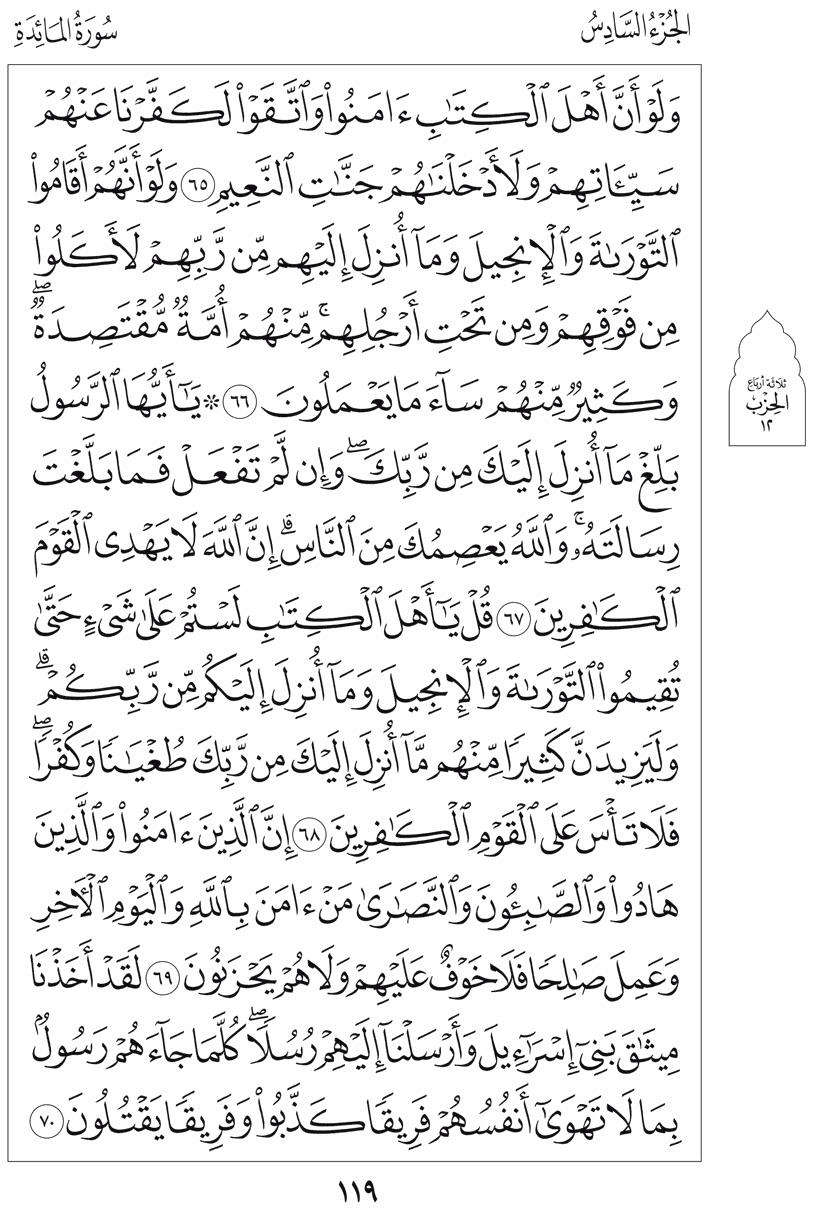 الجُزْءُ السَّادِسُ
سُورَةُ المَائِدَةِ
وَلَوۡ أَنَّ أَهۡلَ ٱلۡكِتَٰبِ ءَامَنُواْ وَٱتَّقَوۡاْ لَكَفَّرۡنَا عَنۡهُمۡ
سَيِّـَٔاتِهِمۡ وَلَأَدۡخَلۡنَٰهُمۡ جَنَّٰتِ ٱلنَّعِيمِ ٦٥ وَلَوۡ أَنَّهُمۡ أَقَامُواْ
ٱلتَّوۡرَىٰةَ وَٱلۡإِنجِيلَ وَمَآ أُنزِلَ إِلَيۡهِم مِّن رَّبِّهِمۡ لَأَكَلُواْ
مِن فَوۡقِهِمۡ وَمِن تَحۡتِ أَرۡجُلِهِمۚ مِّنۡهُمۡ أُمَّةٞ مُّقۡتَصِدَةٞۖ
وَكَثِيرٞ مِّنۡهُمۡ سَآءَ مَا يَعۡمَلُونَ ٦٦ ۞ يَٰٓأَيُّهَا ٱلرَّسُولُ
بَلِّغۡ مَآ أُنزِلَ إِلَيۡكَ مِن رَّبِّكَۖ وَإِن لَّمۡ تَفۡعَلۡ فَمَا بَلَّغۡتَ
رِسَالَتَهُۥۚ وَٱللَّهُ يَعۡصِمُكَ مِنَ ٱلنَّاسِۗ إِنَّ ٱللَّهَ لَا يَهۡدِي ٱلۡقَوۡمَ
ٱلۡكَٰفِرِينَ ٦٧ قُلۡ يَٰٓأَهۡلَ ٱلۡكِتَٰبِ لَسۡتُمۡ عَلَىٰ شَيۡءٍ حَتَّىٰ
تُقِيمُواْ ٱلتَّوۡرَىٰةَ وَٱلۡإِنجِيلَ وَمَآ أُنزِلَ إِلَيۡكُم مِّن رَّبِّكُمۡۗ
وَلَيَزِيدَنَّ كَثِيرٗا مِّنۡهُم مَّآ أُنزِلَ إِلَيۡكَ مِن رَّبِّكَ طُغۡيَٰنٗا وَكُفۡرٗاۖ
فَلَا تَأۡسَ عَلَى ٱلۡقَوۡمِ ٱلۡكَٰفِرِينَ ٦٨ إِنَّ ٱلَّذِينَ ءَامَنُواْ وَٱلَّذِينَ
هَادُواْ وَٱلصَّٰبِـُٔونَ وَٱلنَّصَٰرَىٰ مَنۡ ءَامَنَ بِٱللَّهِ وَٱلۡيَوۡمِ ٱلۡأٓخِرِ
وَعَمِلَ صَٰلِحٗا فَلَا خَوۡفٌ عَلَيۡهِمۡ وَلَا هُمۡ يَحۡزَنُونَ ٦٩ لَقَدۡ أَخَذۡنَا
مِيثَٰقَ بَنِيٓ إِسۡرَٰٓءِيلَ وَأَرۡسَلۡنَآ إِلَيۡهِمۡ رُسُلٗاۖ كُلَّمَا جَآءَهُمۡ رَسُولُۢ
بِمَا لَا تَهۡوَىٰٓ أَنفُسُهُمۡ فَرِيقٗا كَذَّبُواْ وَفَرِيقٗا يَقۡتُلُونَ ٧٠
ثلاثة أرباع
الحِزْبُ
١٢
١١٩